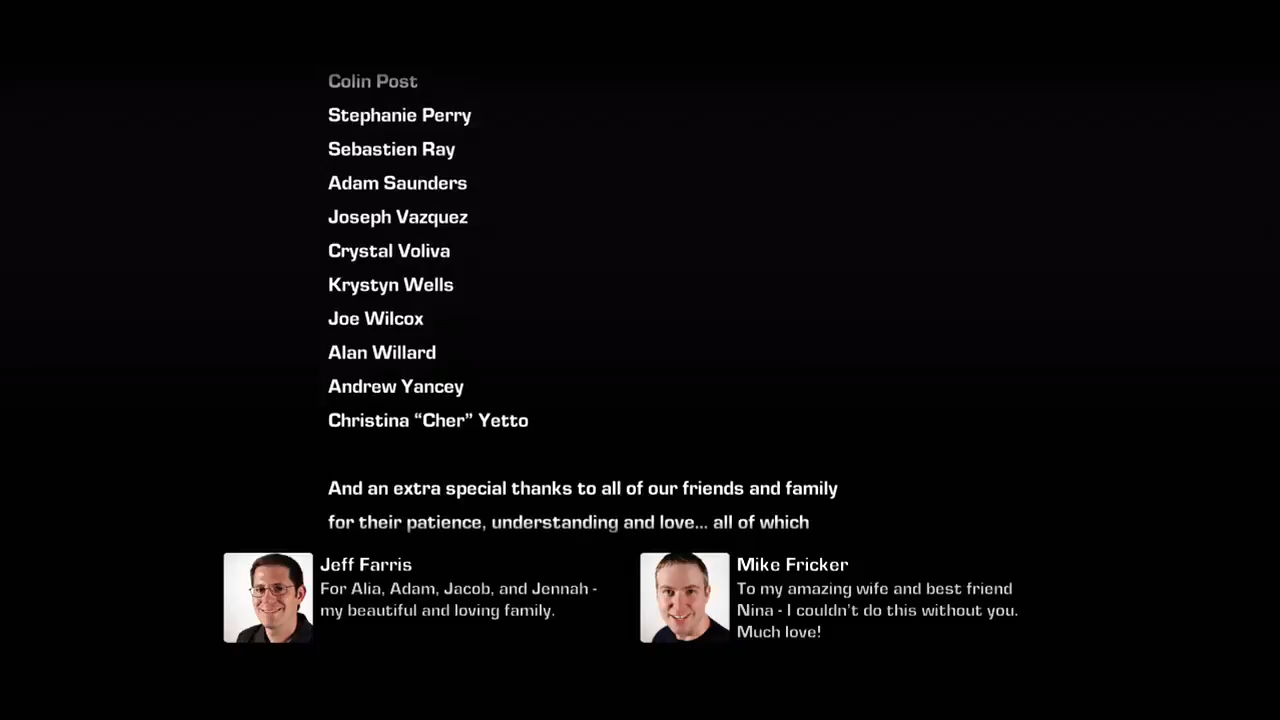 Colin Post
Stephanie Perry
Sebastien Ray
Adam Saunders
Joseph Vazquez
Crystal Voliva
Krystyn Wells
Joe Wilcox
Alan Willard
Andrew Yancey
Christina “Cher” Yetto
And an extra special thanks to all of our friends and family
for their patience, understanding and love... all of which
Jeff Farris
For Alia, Adam, Jacob, and Jennah -
my beautiful and loving family.
Mike Fricker
To my amazing wife and best friend
Nina - I couldn't do this without you.
Much love!